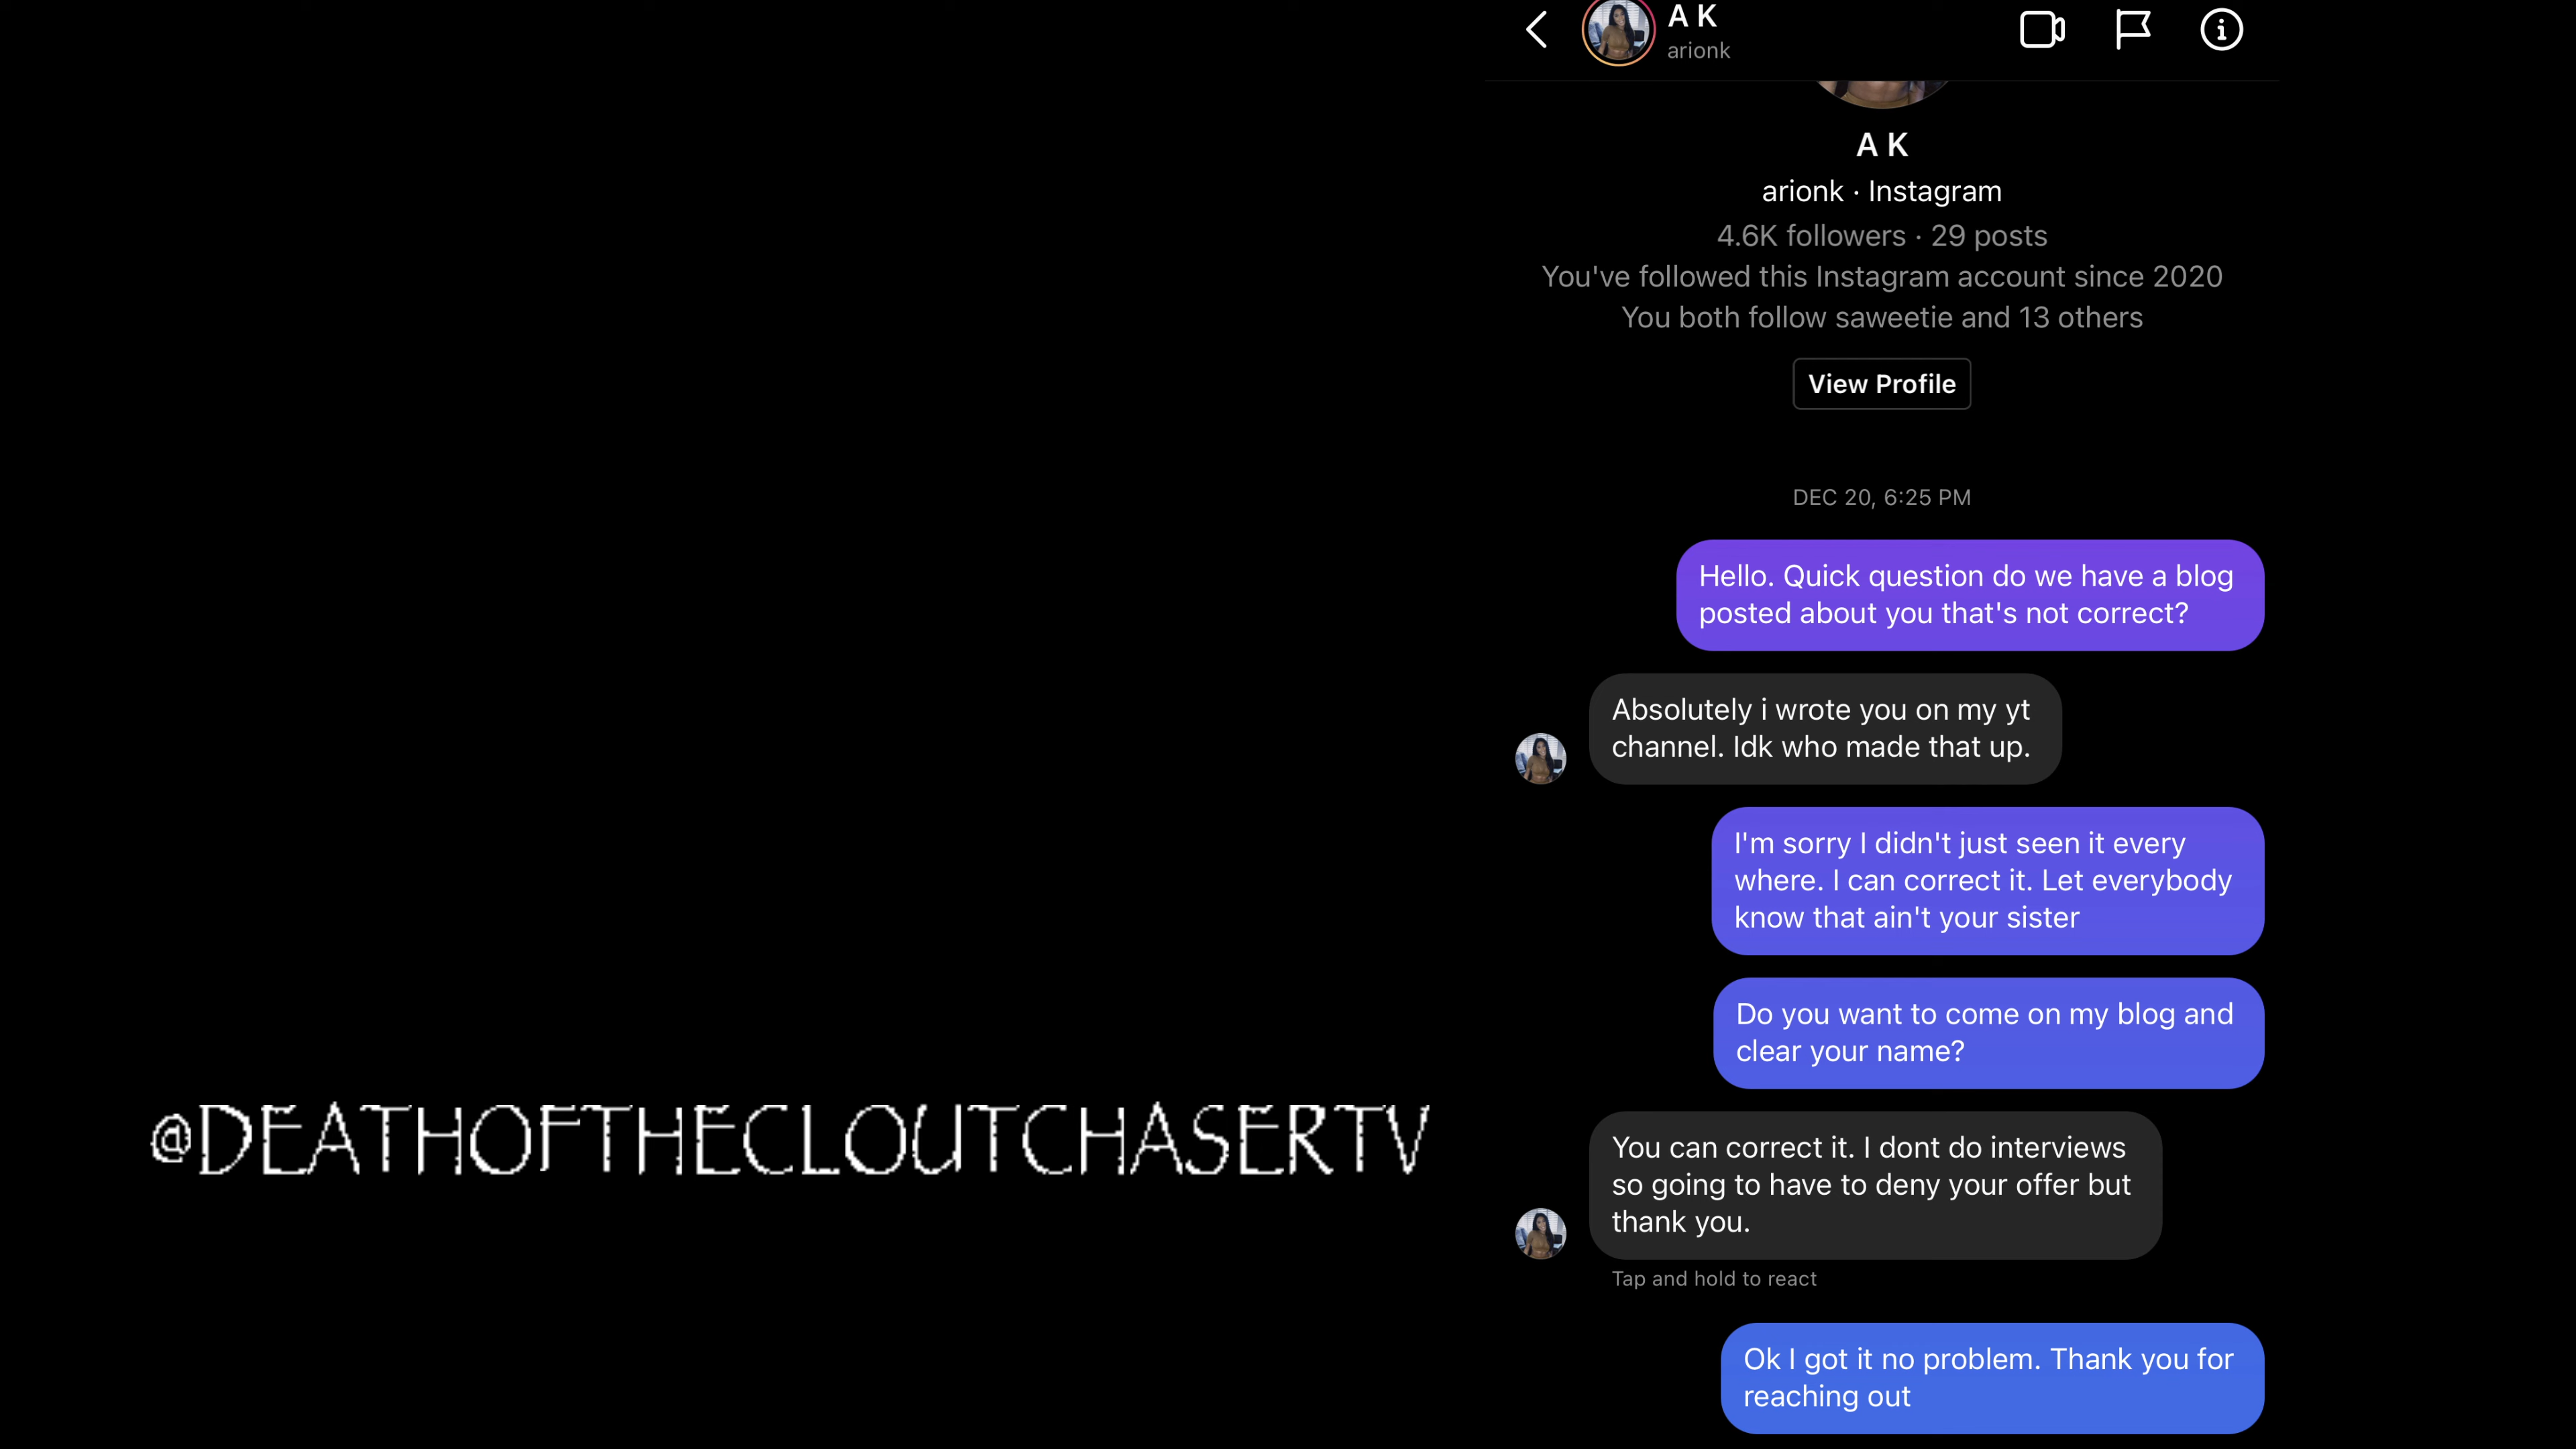 A K
arionk
A K
arionk · Instagram
4.6K followers · 29 posts
You've followed this Instagram account since 2020
You both follow saweetie and 13 others
View Profile
DEC 20, 6:25 PM
Hello. Quick question do we have a blog
posted about you that's not correct?
Absolutely i wrote you on my yt
channel. Idk who made that up.
I'm sorry I didn't just seen it every
where. I can correct it. Let everybody
know that ain't your sister
Do you want to come on my blog and
clear your name?
@DEATHOFTHECLOUTCHASERTV
You can correct it. I dont do interviews
so going to have to deny your offer but
thank you.
Tap and hold to react
Ok I got it no problem. Thank you for
reaching out